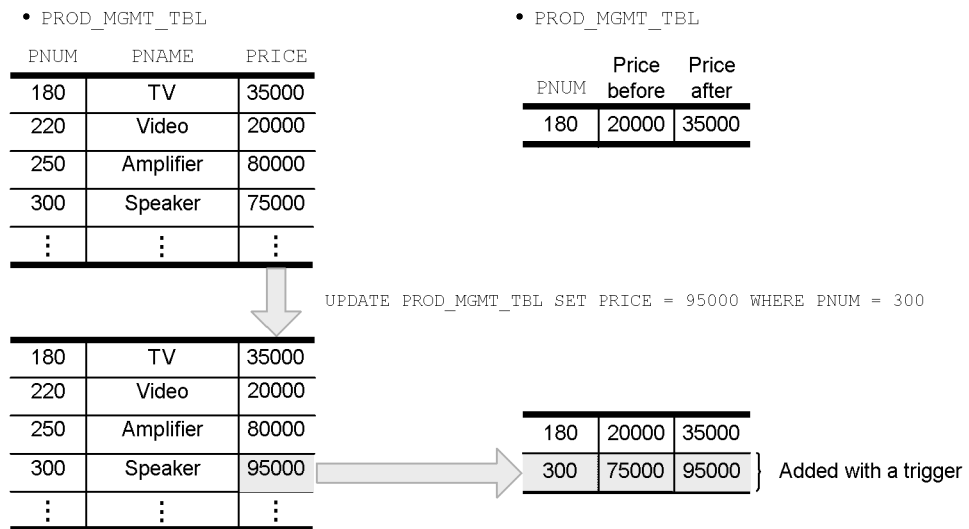 • PROD_MGMT_TBL
PNUM PNAME PRICE
180 TV 35000
220 Video 20000
250 Amplifier 80000
300 Speaker 75000
⋮ ⋮ ⋮
• PROD_MGMT_TBL
PNUM Price before Price after
180 20000 35000
UPDATE PROD_MGMT_TBL SET PRICE = 95000 WHERE PNUM = 300
180 TV 35000
220 Video 20000
250 Amplifier 80000
300 Speaker 95000
⋮ ⋮ ⋮
180 20000 35000
300 75000 95000 } Added with a trigger